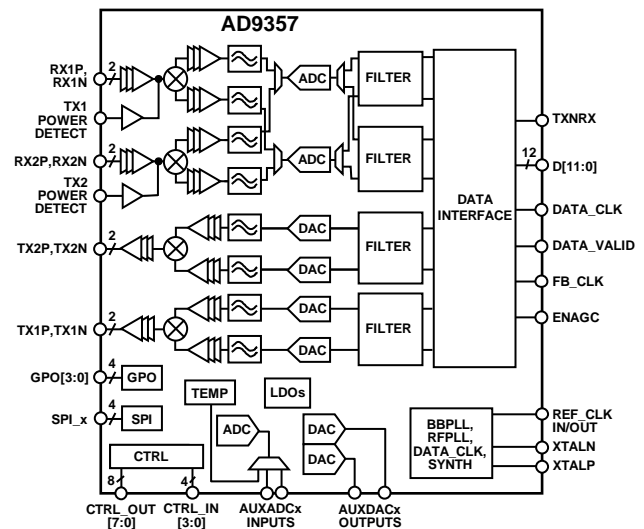 AD9357
RX1P,
RX1N
2
TX1
POWER
DETECT
RX2P,RX2N
2
TX2
POWER
DETECT
ADC
ADC
FILTER
FILTER
DATA
INTERFACE
TXNRX
12
D[11:0]
DATA_CLK
DATA_VALID
FB_CLK
ENAGC
TX2P,TX2N
2
DAC
DAC
FILTER
TX1P,TX1N
2
DAC
DAC
FILTER
GPO[3:0]
4
GPO
SPI_x
4
SPI
TEMP
LDOs
ADC
DAC
DAC
BBPLL,
RFPLL,
DATA_CLK,
SYNTH
REF_CLK
IN/OUT
XTALN
XTALP
CTRL
8
4
CTRL_OUT
[7:0]
CTRL_IN
[3:0]
AUXADCx
INPUTS
AUXDACx
OUTPUTS